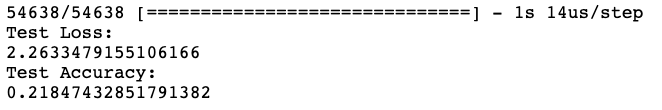 54638/54638 [==============================] - 1s 14us/step
Test Loss:
2.2633479155106166
Test Accuracy:
0.21847432851791382